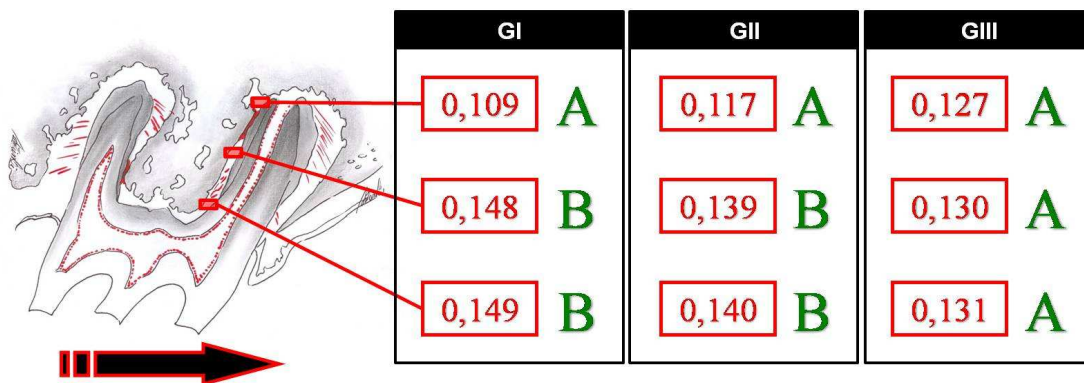 GI GII GIII
0,109 A 0,117 A 0,127 A
0,148 B 0,139 B 0,130 A
0,149 B 0,140 B 0,131 A